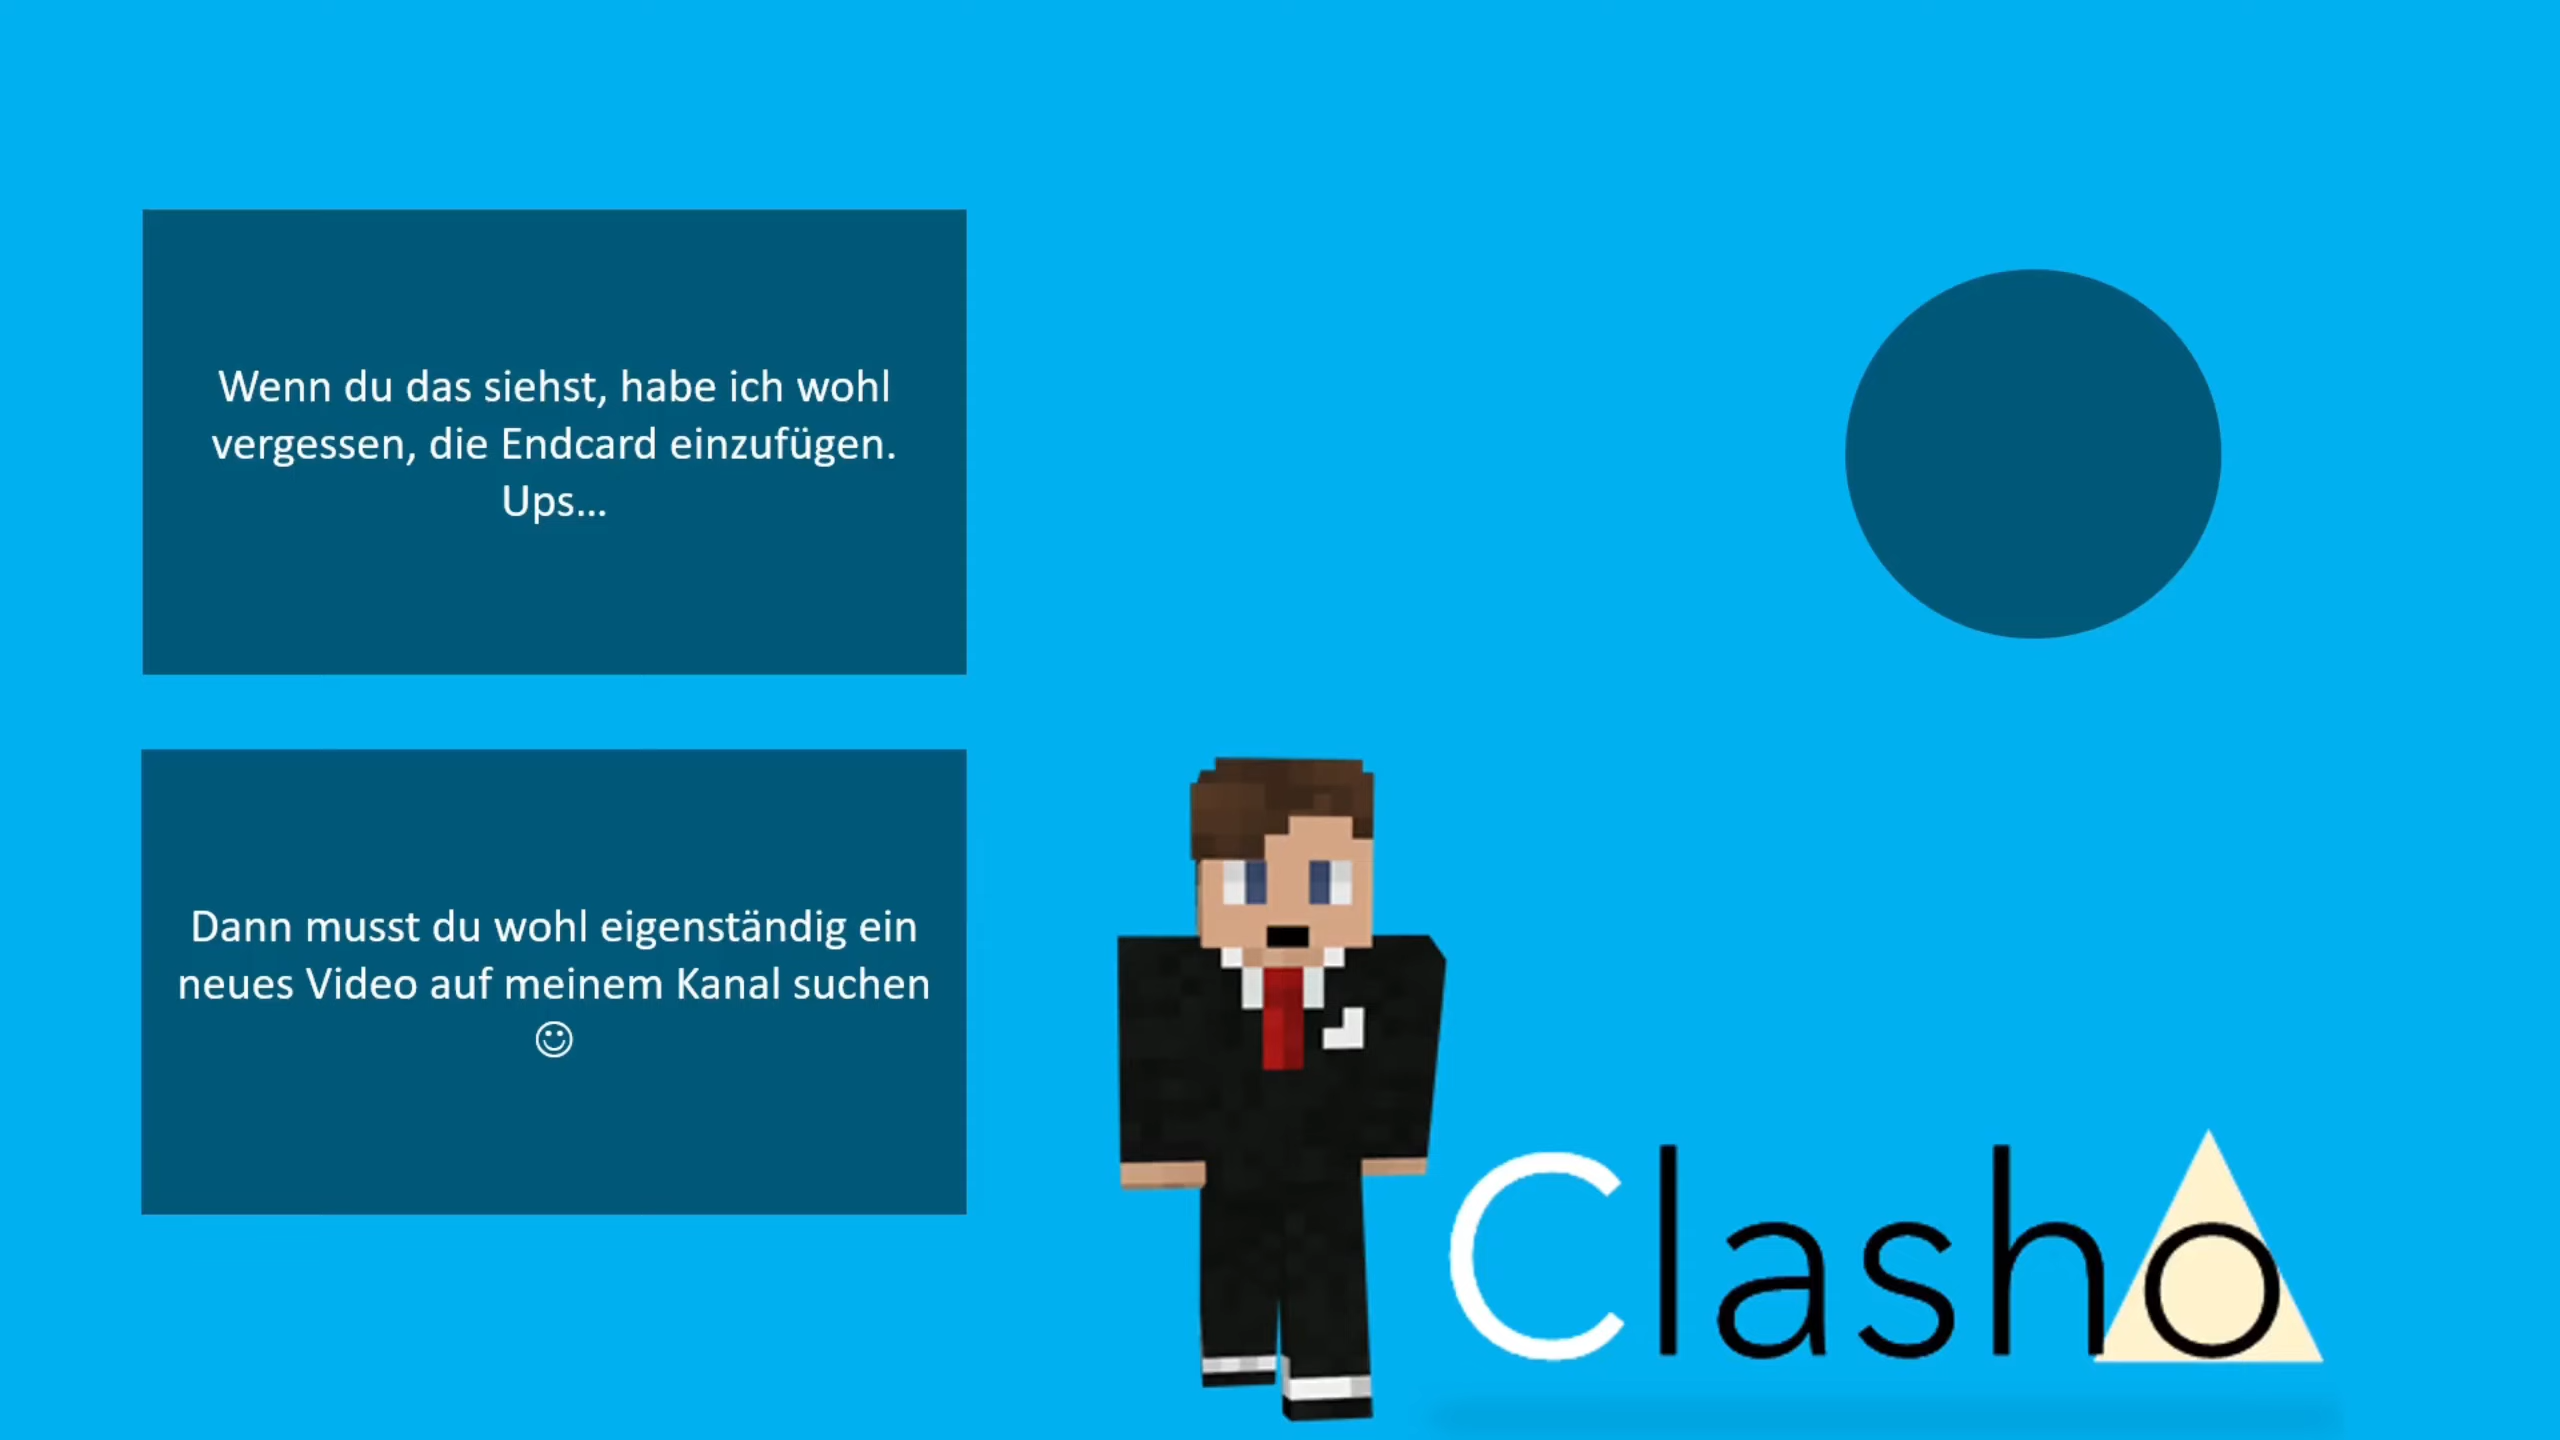 Wenn du das siehst, habe ich wohl
vergessen, die Endcard einzufügen.
Ups...
Dann musst du wohl eigenständig ein
neues Video auf meinem Kanal suchen
☺
Clasho